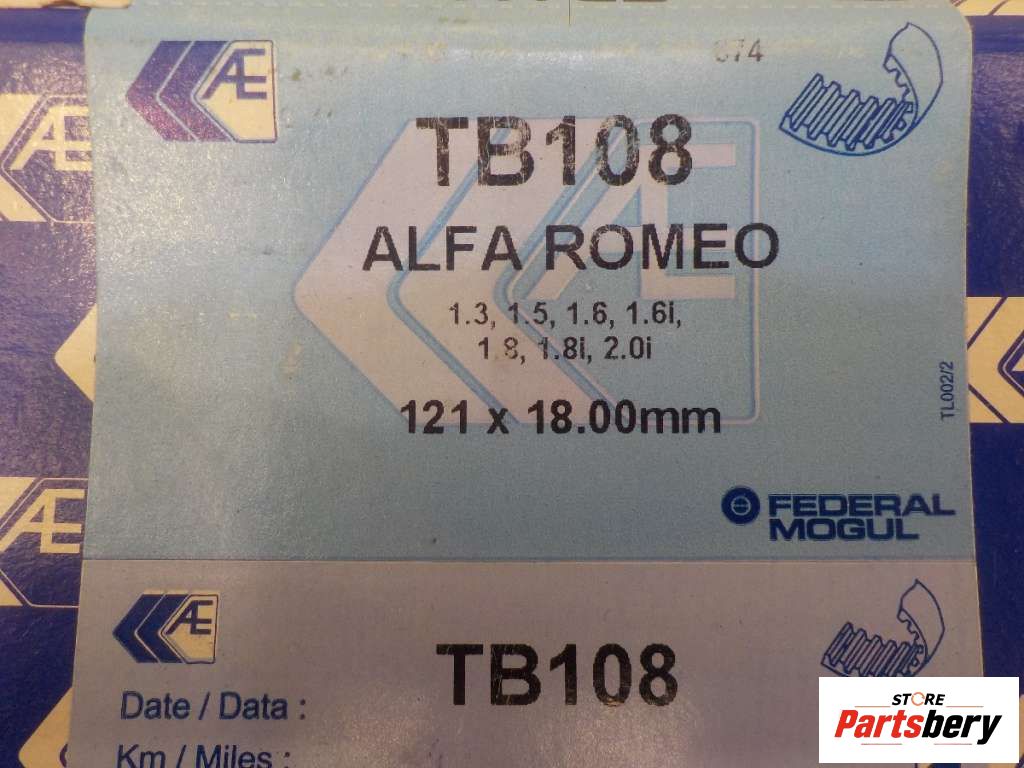 Æ
674
TB108
ALFA ROMEO
1.3, 1.5, 1.6, 1.6i,
1.8, 1.8i, 2.0i
121 x 18.00mm
TL002/2
FEDERAL
MOGUL
Æ
TB108
Date / Data :
Km / Miles :
STORE
Partsbery
Æ
Æ